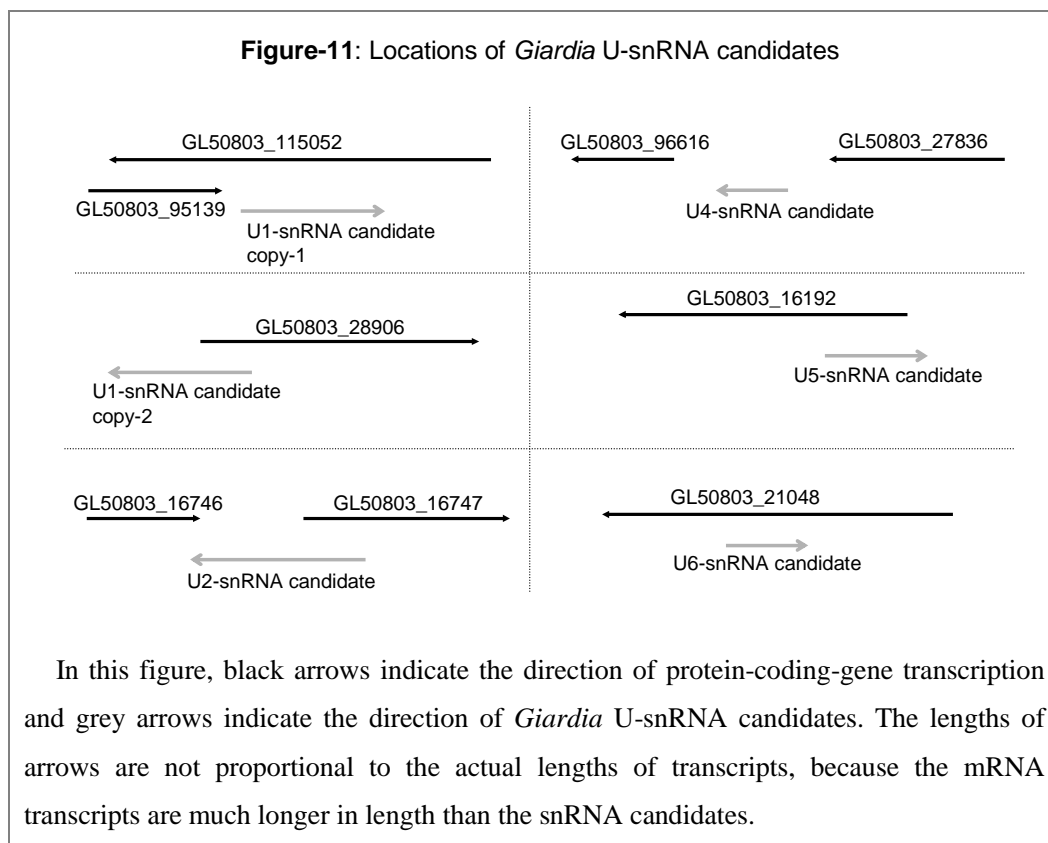 Figure-11: Locations of Giardia U-snRNA candidates
GL50803_115052
GL50803_95139
U1-snRNA candidate
copy-1
GL50803_96616
GL50803_27836
U4-snRNA candidate
GL50803_28906
U1-snRNA candidate
copy-2
GL50803_16192
U5-snRNA candidate
GL50803_16746
GL50803_16747
U2-snRNA candidate
GL50803_21048
U6-snRNA candidate
In this figure, black arrows indicate the direction of protein-coding-gene transcription
and grey arrows indicate the direction of Giardia U-snRNA candidates. The lengths of
arrows are not proportional to the actual lengths of transcripts, because the mRNA
transcripts are much longer in length than the snRNA candidates.